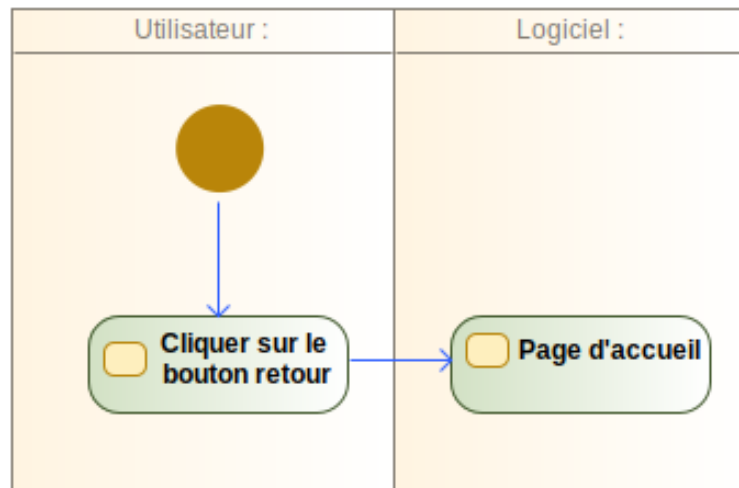 Utilisateur :
Logiciel :
Cliquer sur le
bouton retour
Page d'accueil